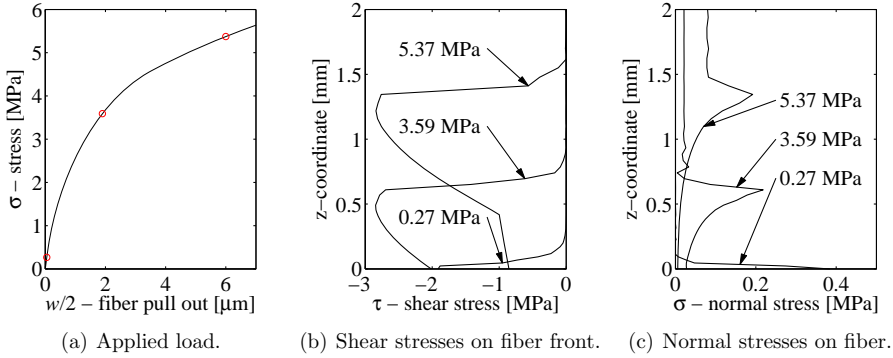 6
5
4
3
2
1
0
0
2
4
6
σ – stress [MPa]
w/2 – fiber pull out [μm]
(a) Applied load.
2
1.5
1
0.5
0
−3
−2
−1
0
z−coordinate [mm]
5.37 MPa
3.59 MPa
0.27 MPa
τ – shear stress [MPa]
(b) Shear stresses on fiber front.
2
1.5
1
0.5
0
0
0.2
0.4
z−coordinate [mm]
5.37 MPa
3.59 MPa
0.27 MPa
σ – normal stress [MPa]
(c) Normal stresses on fiber.